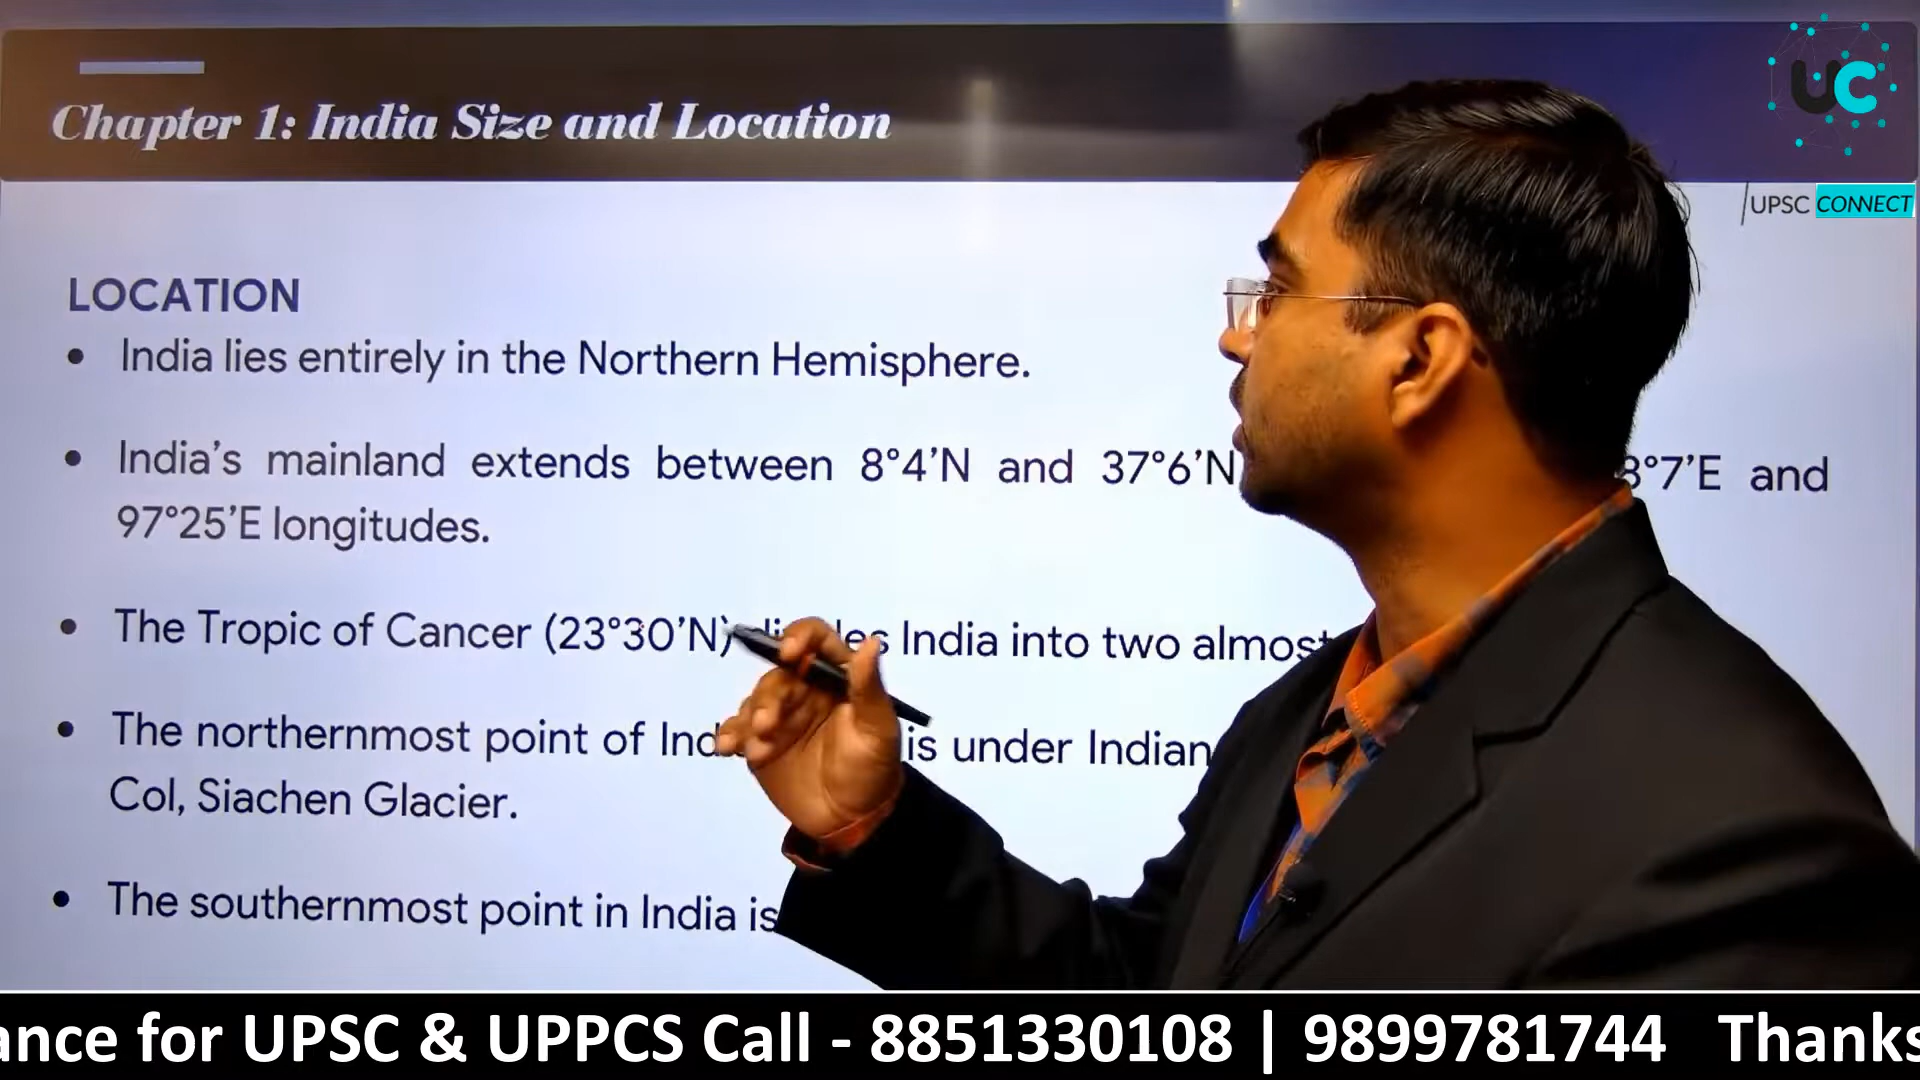 Chapter 1: India Size and Location
UC
UPSC CONNECT
LOCATION
• India lies entirely in the Northern Hemisphere.
• India’s mainland extends between 8°4’N and 37°6’N 8°7’E and
97°25’E longitudes.
• The Tropic of Cancer (23°30’N) India into two almost
• The northernmost point of is under Indian
Col, Siachen Glacier.
• The southernmost point in India is
for UPSC & UPPCS Call - 8851330108 | 9899781744 Thanks